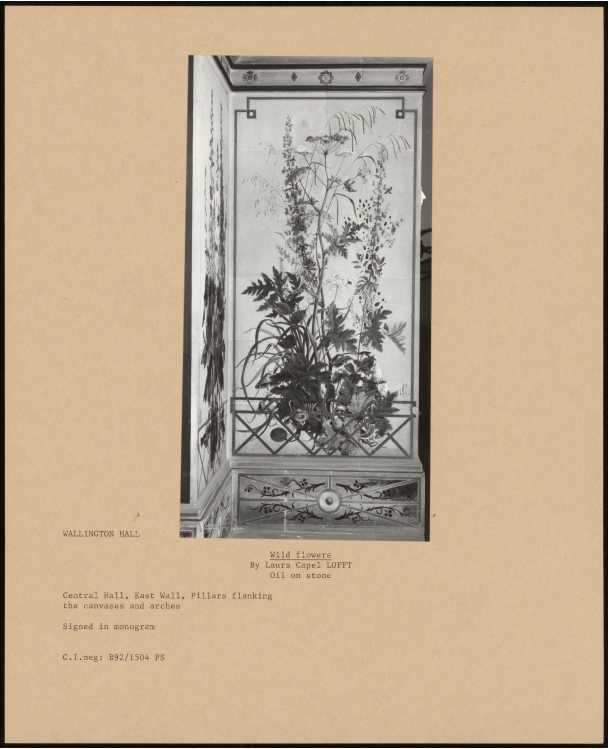 WALLINGTON HALL
Wild flowers
By Laura Capel LOFFT
Oil on stone
Central Hall, East Wall, Pillars flanking
the canvases and arches
Signed in monogram
C.I.neg: B92/1504 PS